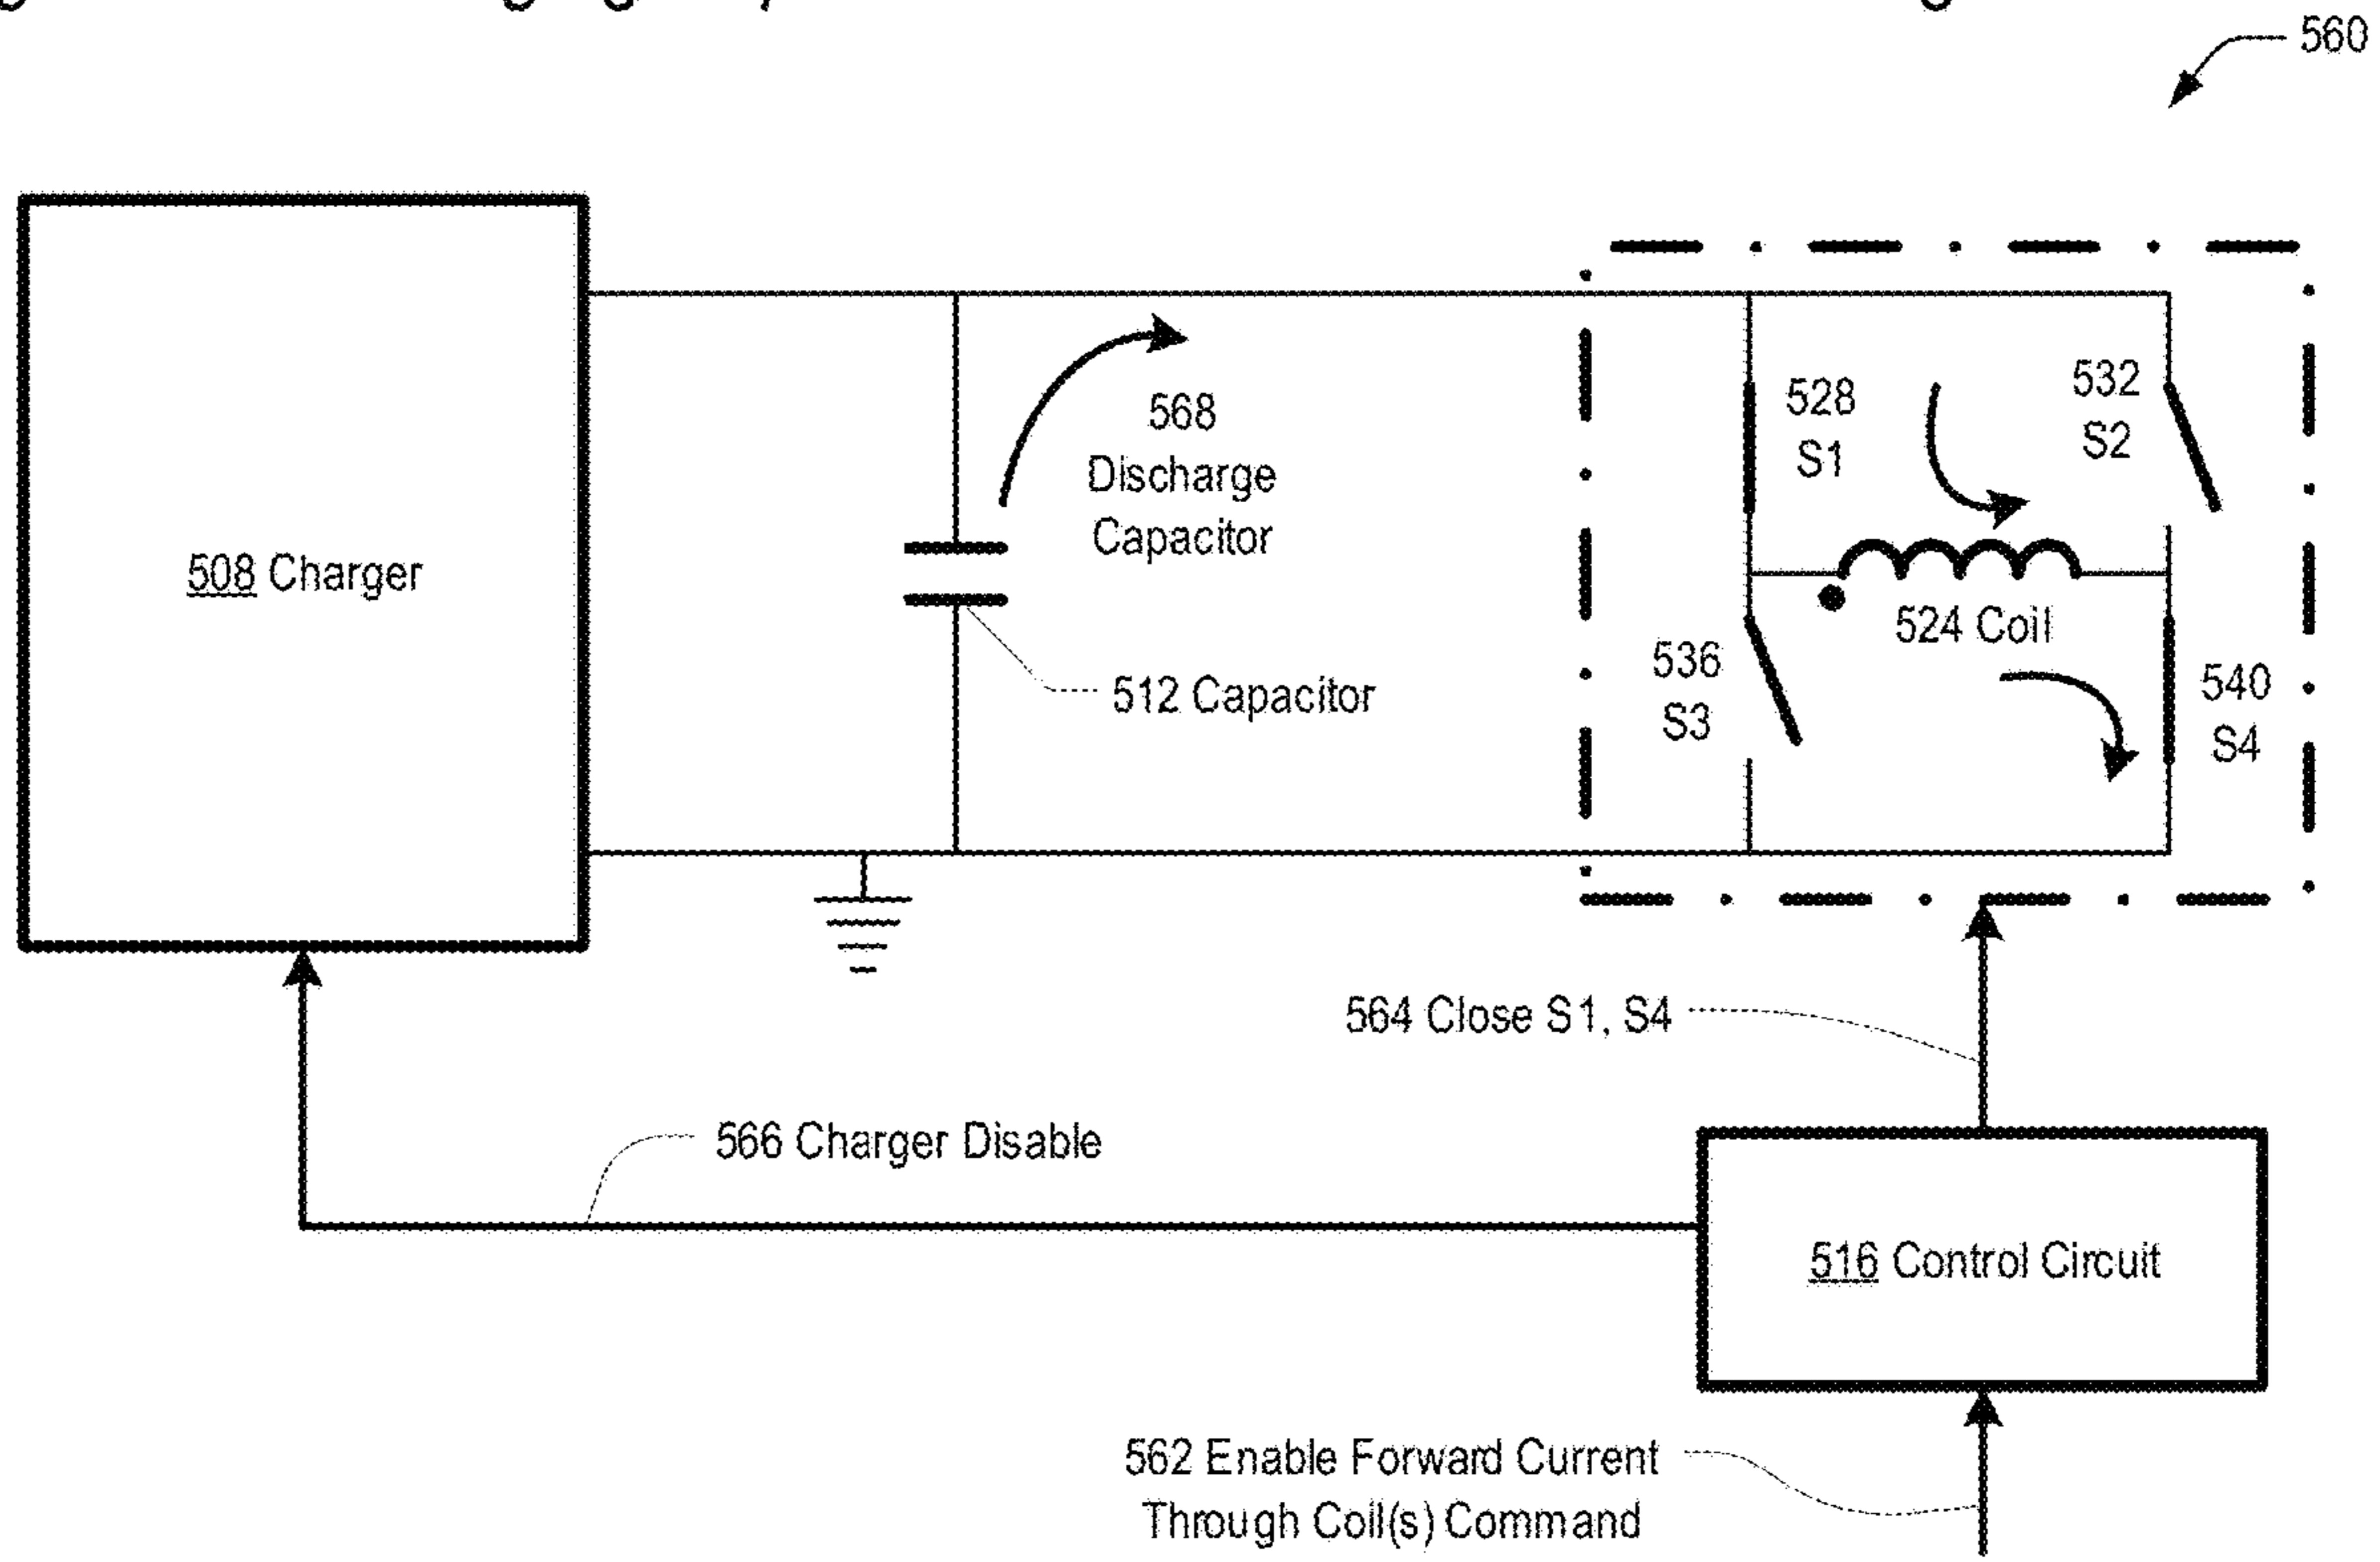 560
508 Charger
568
Discharge
Capacitor
512 Capacitor
528
S1
532
S2
524 Coil
536
S3
540
S4
564 Close S1, S4
566 Charger Disable
516 Control Circuit
562 Enable Forward Current
Through Coil(s) Command